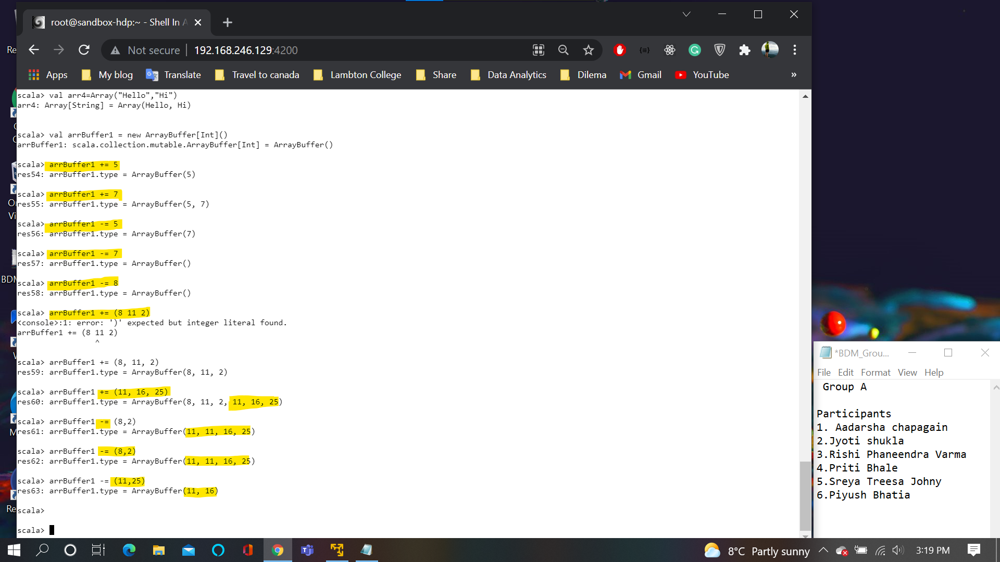 root@sandbox-hdp:~ - Shell In A
Not secure | 192.168.246.129:4200
Apps My blog Translate Travel to canada Lambton College Share Data Analytics Dilema Gmail YouTube »
scala> val arr4=Array("Hello","Hi")
arr4: Array[String] = Array(Hello, Hi)
scala> val arrBuffer1 = new ArrayBuffer[Int]()
arrBuffer1: scala.collection.mutable.ArrayBuffer[Int] = ArrayBuffer()
scala> arrBuffer1 += 5
res54: arrBuffer1.type = ArrayBuffer(5)
scala> arrBuffer1 += 7
res55: arrBuffer1.type = ArrayBuffer(5, 7)
scala> arrBuffer1 -= 5
res56: arrBuffer1.type = ArrayBuffer(7)
scala> arrBuffer1 -= 7
res57: arrBuffer1.type = ArrayBuffer()
scala> arrBuffer1 -= 8
res58: arrBuffer1.type = ArrayBuffer()
scala> arrBuffer1 += (8 11 2)
<console>:1: error: ')' expected but integer literal found.
arrBuffer1 += (8 11 2)
^
scala> arrBuffer1 += (8, 11, 2)
res59: arrBuffer1.type = ArrayBuffer(8, 11, 2)
scala> arrBuffer1 += (11, 16, 25)
res60: arrBuffer1.type = ArrayBuffer(8, 11, 2, 11, 16, 25)
scala> arrBuffer1 -= (8,2)
res61: arrBuffer1.type = ArrayBuffer(11, 11, 16, 25)
scala> arrBuffer1 -= (8,2)
res62: arrBuffer1.type = ArrayBuffer(11, 11, 16, 25)
scala> arrBuffer1 -= (11,25)
res63: arrBuffer1.type = ArrayBuffer(11, 16)
scala>
scala>
*BDM_Grou...
File Edit Format View Help
Group A
Participants
1. Aadarsha chapagain
2.Jyoti shukla
3.Rishi Phaneendra Varma
4.Priti Bhale
5.Sreya Treesa Johny
6.Piyush Bhatia
8°C Partly sunny
3:19 PM